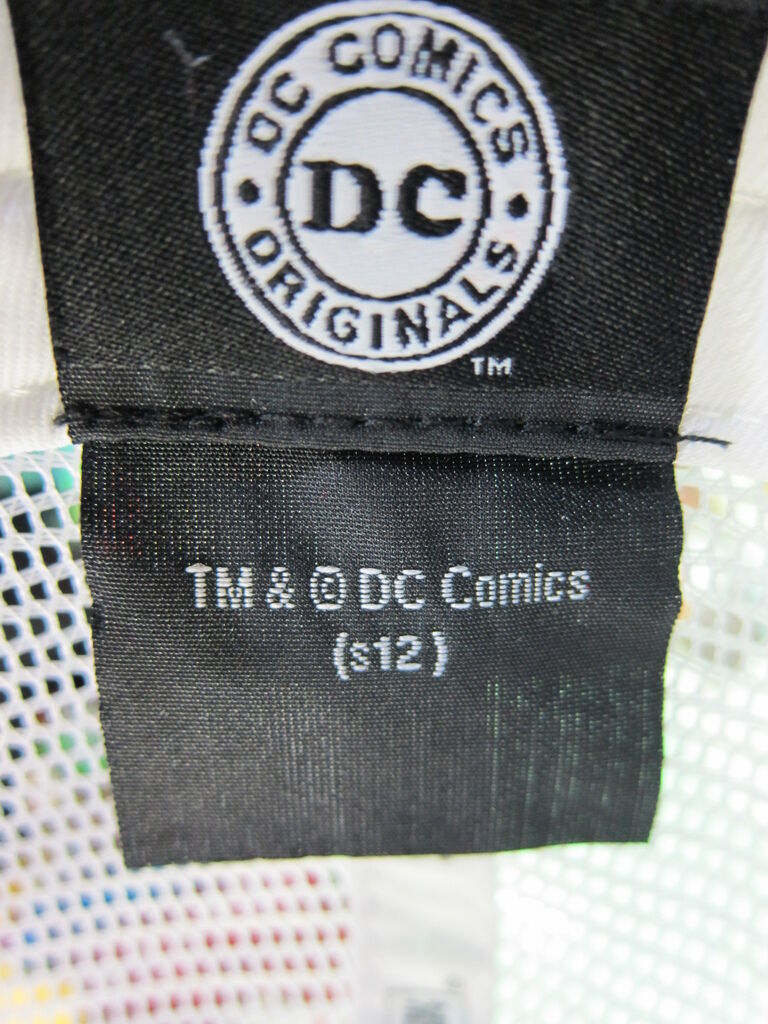 DC COMICS
DC
ORIGINALS
TM
TM & © DC Comics
(s12)